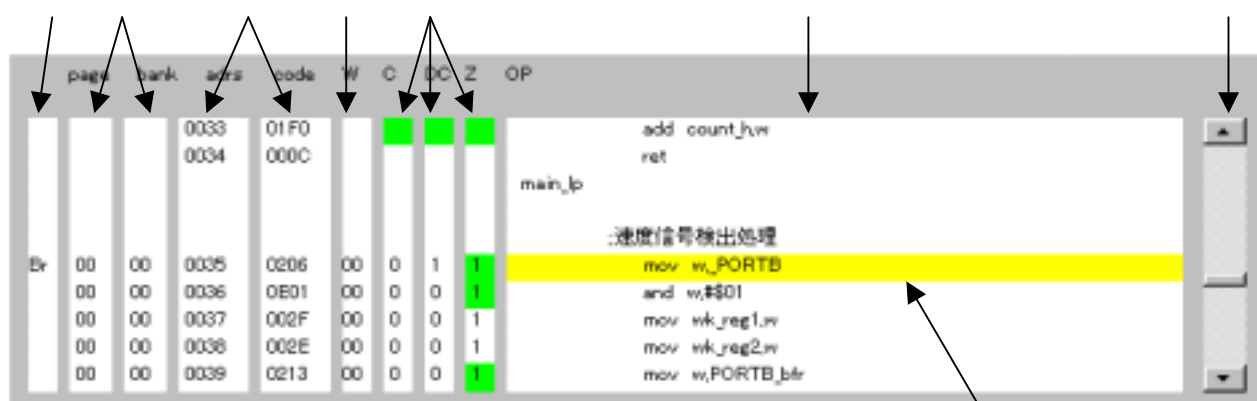 page bank adrs code W C DC Z OP
0033 01F0 add count_h,w
0034 000C ret
main_lp
;速度信号検出処理
Br 00 00 0035 0206 00 0 1 1 mov w,_PORTB
00 00 0036 0E01 00 0 0 1 and w,#$01
00 00 0037 002F 00 0 0 1 mov wk_reg1,w
00 00 0038 002E 00 0 0 1 mov wk_reg2,w
00 00 0039 0213 00 0 0 1 mov w,PORTB_bfr